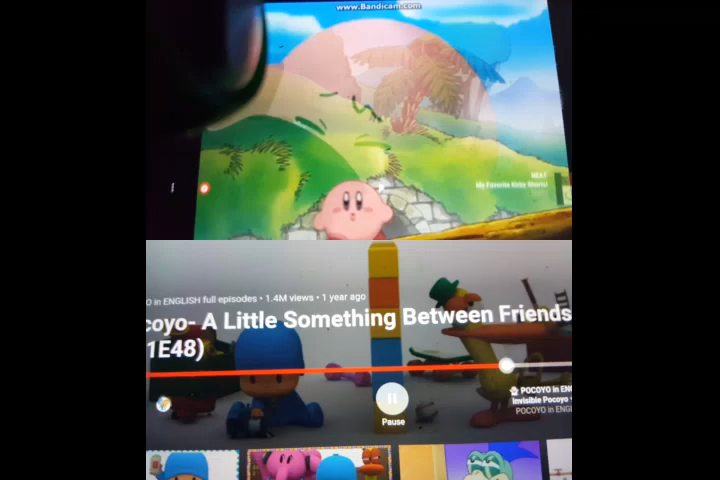 www.Bandicam.com
NEXT
My Favorite Kirby Shorts!
O in ENGLISH full episodes • 1.4M views • 1 year ago
coyo- A Little Something Between Friends
1E48)
POCOYO in ENG
Invisible Pocoyo
POCOYO in ENGL
Pause